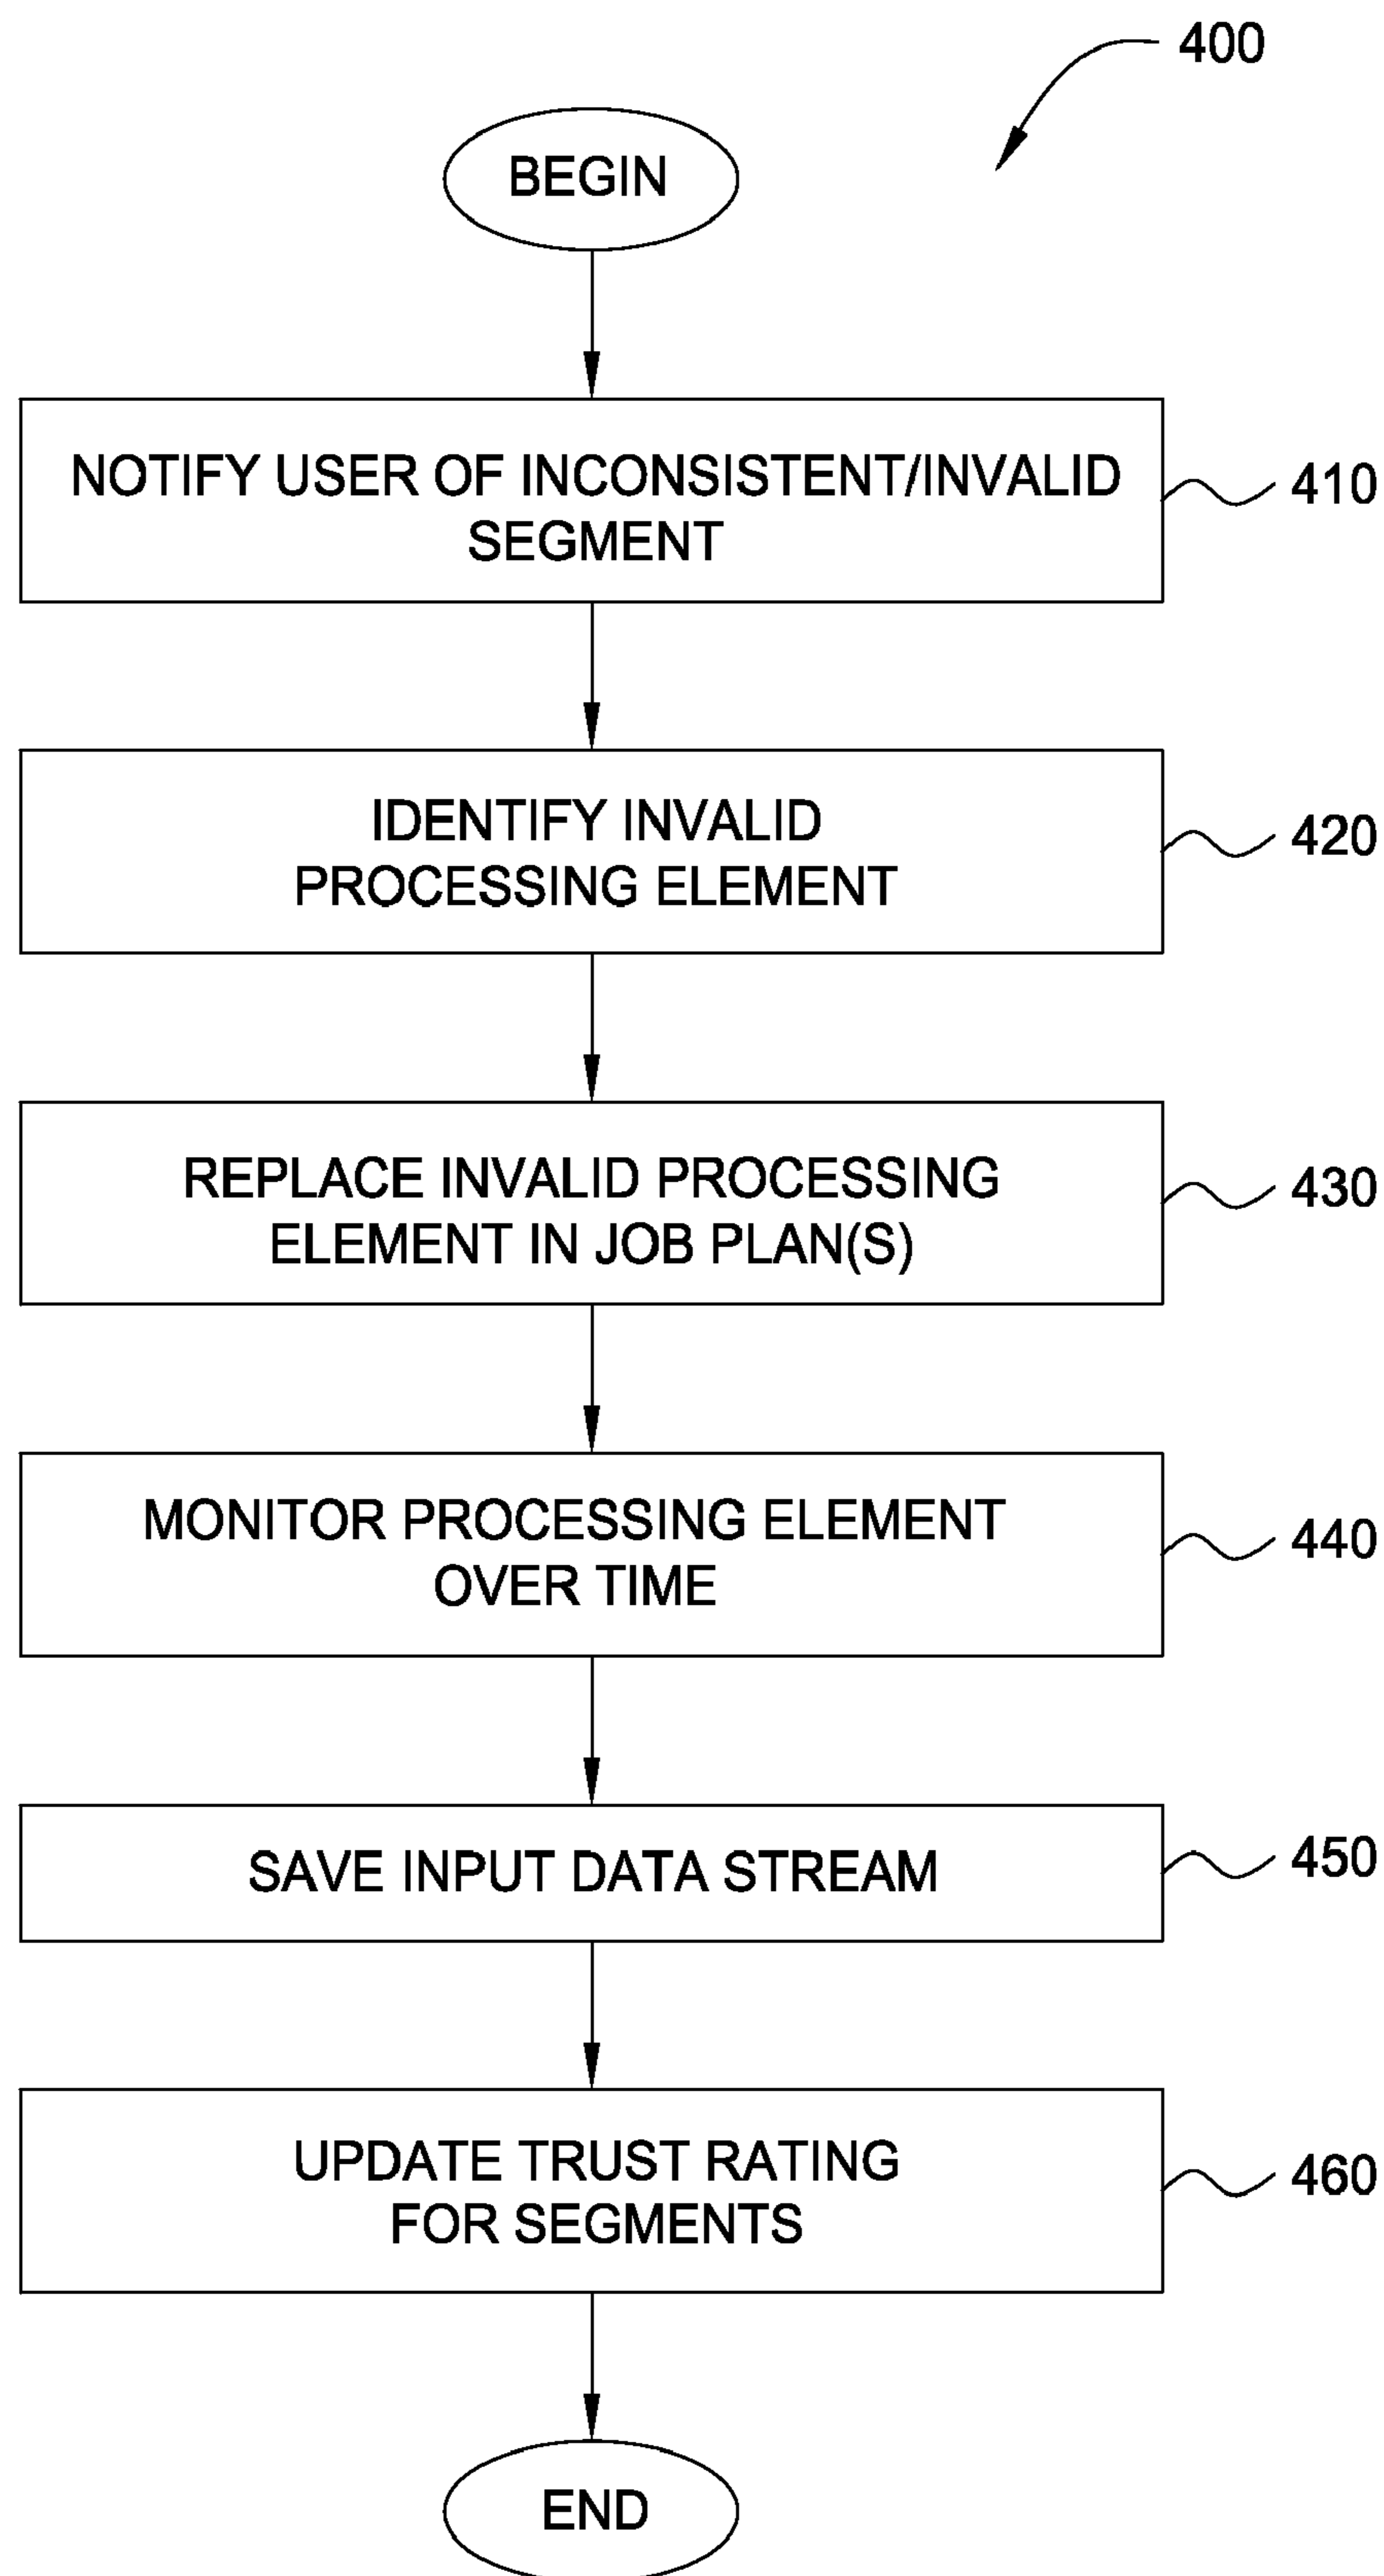 400
BEGIN
NOTIFY USER OF INCONSISTENT/INVALID
SEGMENT
410
IDENTIFY INVALID
PROCESSING ELEMENT
420
REPLACE INVALID PROCESSING
ELEMENT IN JOB PLAN(S)
430
MONITOR PROCESSING ELEMENT
OVER TIME
440
SAVE INPUT DATA STREAM
450
UPDATE TRUST RATING
FOR SEGMENTS
460
END